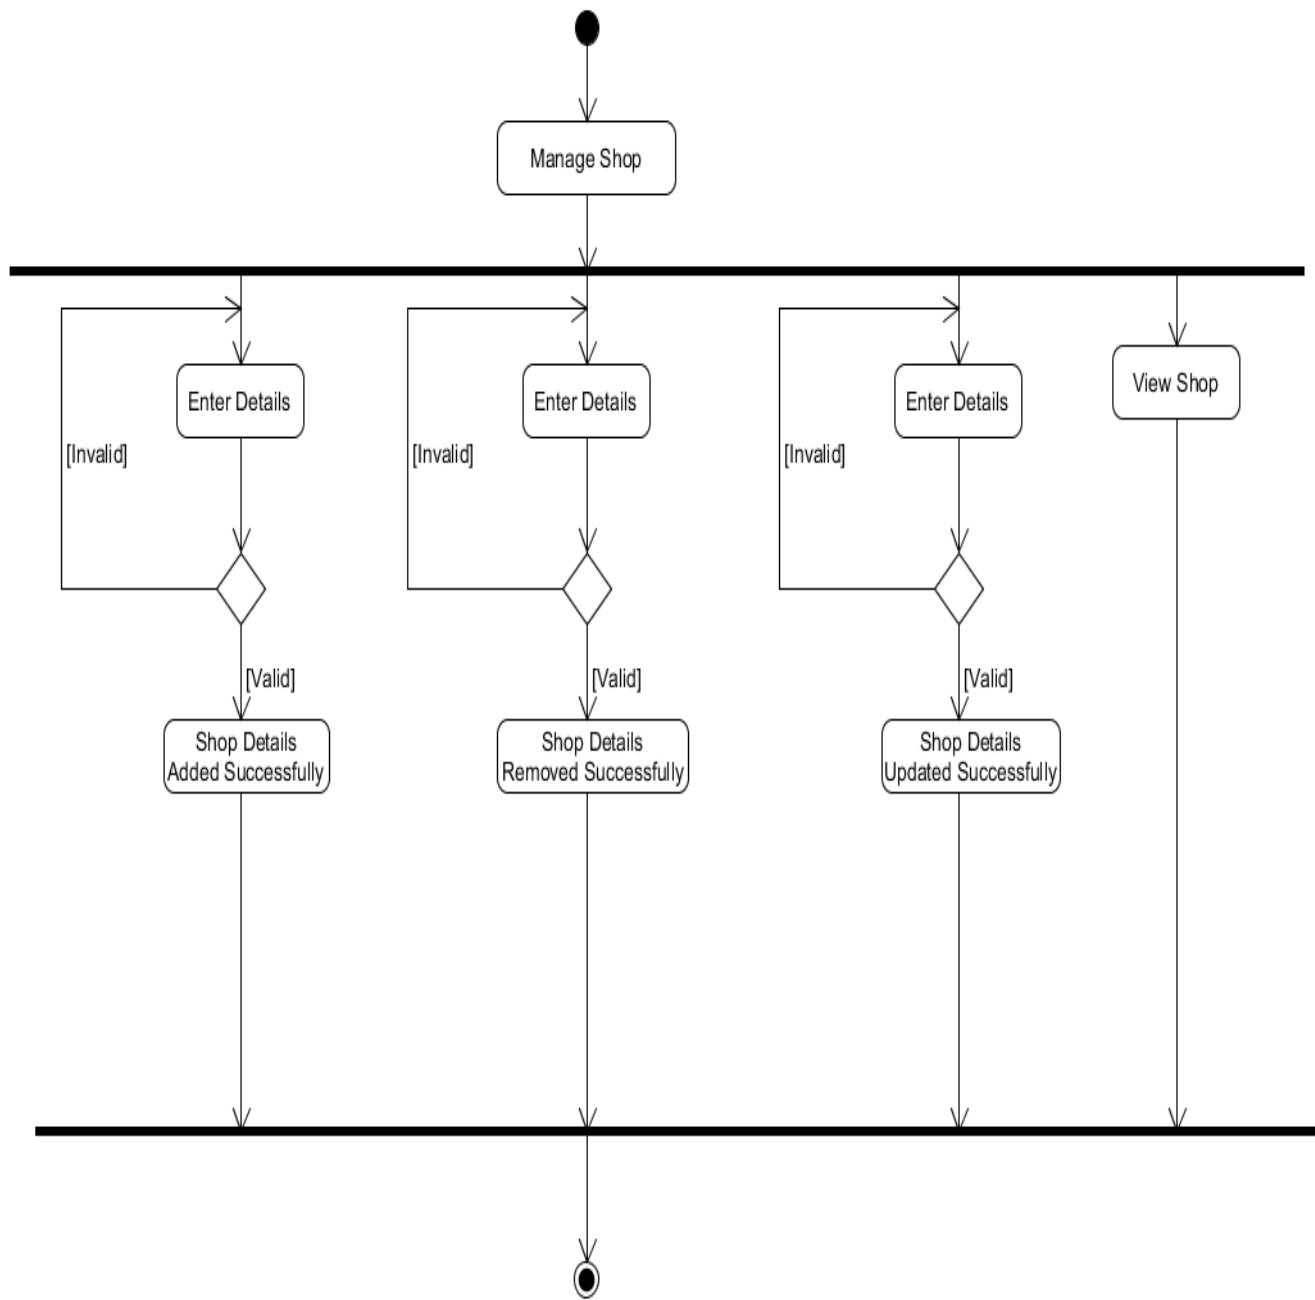 Manage Shop
Enter Details
Enter Details
Enter Details
View Shop
[Invalid]
[Invalid]
[Invalid]
[Valid]
[Valid]
[Valid]
Shop Details
Added Successfully
Shop Details
Removed Successfully
Shop Details
Updated Successfully